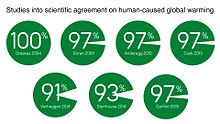 Studies into scientific agreement on human-caused global warming
100%
Oreskes 2004
97%
Doran 2009
97%
Anderegg 2010
97%
Cook 2013
91%
Verheggen 2014
93%
Stenhouse 2014
97%
Carlton 2015